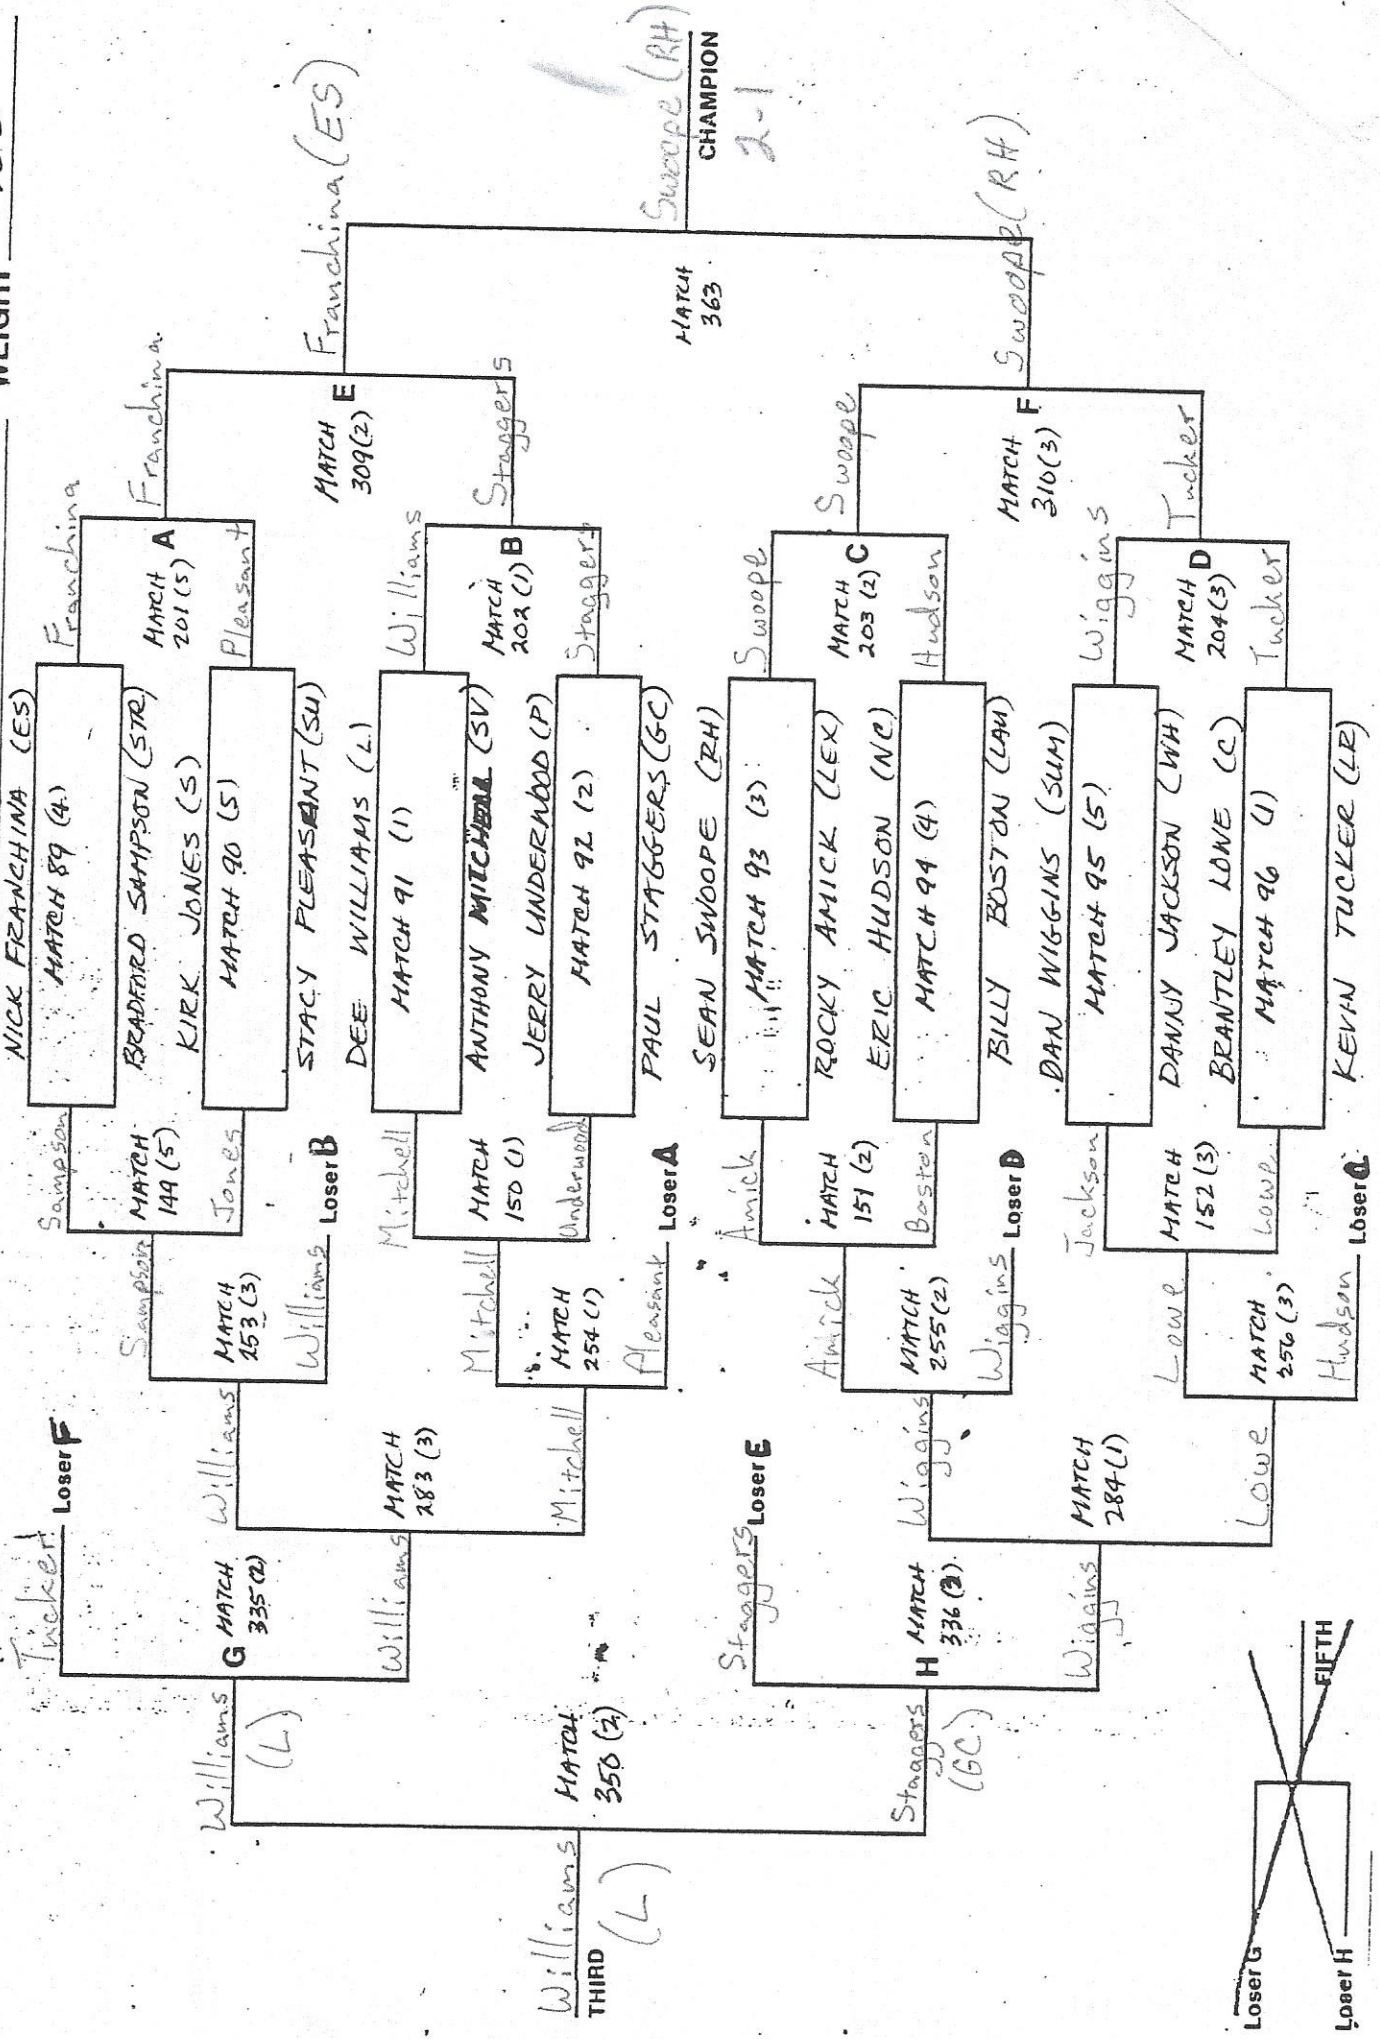 WEIGHT
NICK FRANCHINA (ES)
MATCH 89 (4)
BRADFORD SAMPSON (STR)
KIRK JONES (S)
MATCH 90 (5)
STACY PLEASANT (SU)
DEE WILLIAMS (L)
MATCH 91 (1)
ANTHONY MITCHELL (SV)
JERRY UNDERWOOD (P)
MATCH 92 (2)
PAUL STAGGERS (GC)
SEAN SWOOPE (RH)
MATCH 93 (3)
ROCKY AMICK (LEX)
ERIC HUDSON (NC)
MATCH 94 (4)
BILLY BOSTON (LAU)
DAN WIGGINS (SUM)
MATCH 95 (5)
DANNY JACKSON (WH)
BRANTLEY LOWE (C)
MATCH 96 (1)
KEVIN TUCKER (LR)
Franchina
MATCH
201 (5)
A
Pleasant
Williams
MATCH
202 (1)
B
Staggers
Swoope
MATCH
203 (2)
C
Hudson
Wiggins
MATCH
204 (3)
D
Tucker
Franchina
MATCH
309 (2)
E
Staggers
Swoope
MATCH
310 (3)
F
Tucker
Franchina (ES)
MATCH
363
Swoope (RH)
Swoope (RH)
CHAMPION
2-1
Sampson
MATCH
149 (5)
Jones
Mitchell
MATCH
150 (1)
Underwood
Amick
MATCH
151 (2)
Boston
Jackson
MATCH
152 (3)
Lowe
Sampson
MATCH
253 (3)
Williams
Loser B
Mitchell
MATCH
254 (1)
Pleasant
Loser A
Amick
MATCH
255 (2)
Wiggins
Loser D
Lowe
MATCH
256 (3)
Hudson
Loser C
Williams
MATCH
283 (3)
Mitchell
Wiggins
MATCH
284 (1)
Lowe
Tucker
Loser F
G
MATCH
335 (2)
Williams
Staggers
Loser E
H
MATCH
336 (3)
Wiggins
Williams
(L)
MATCH
350 (2)
Staggers
(GC)
Williams
THIRD
(L)
Loser G
Loser H
FIFTH